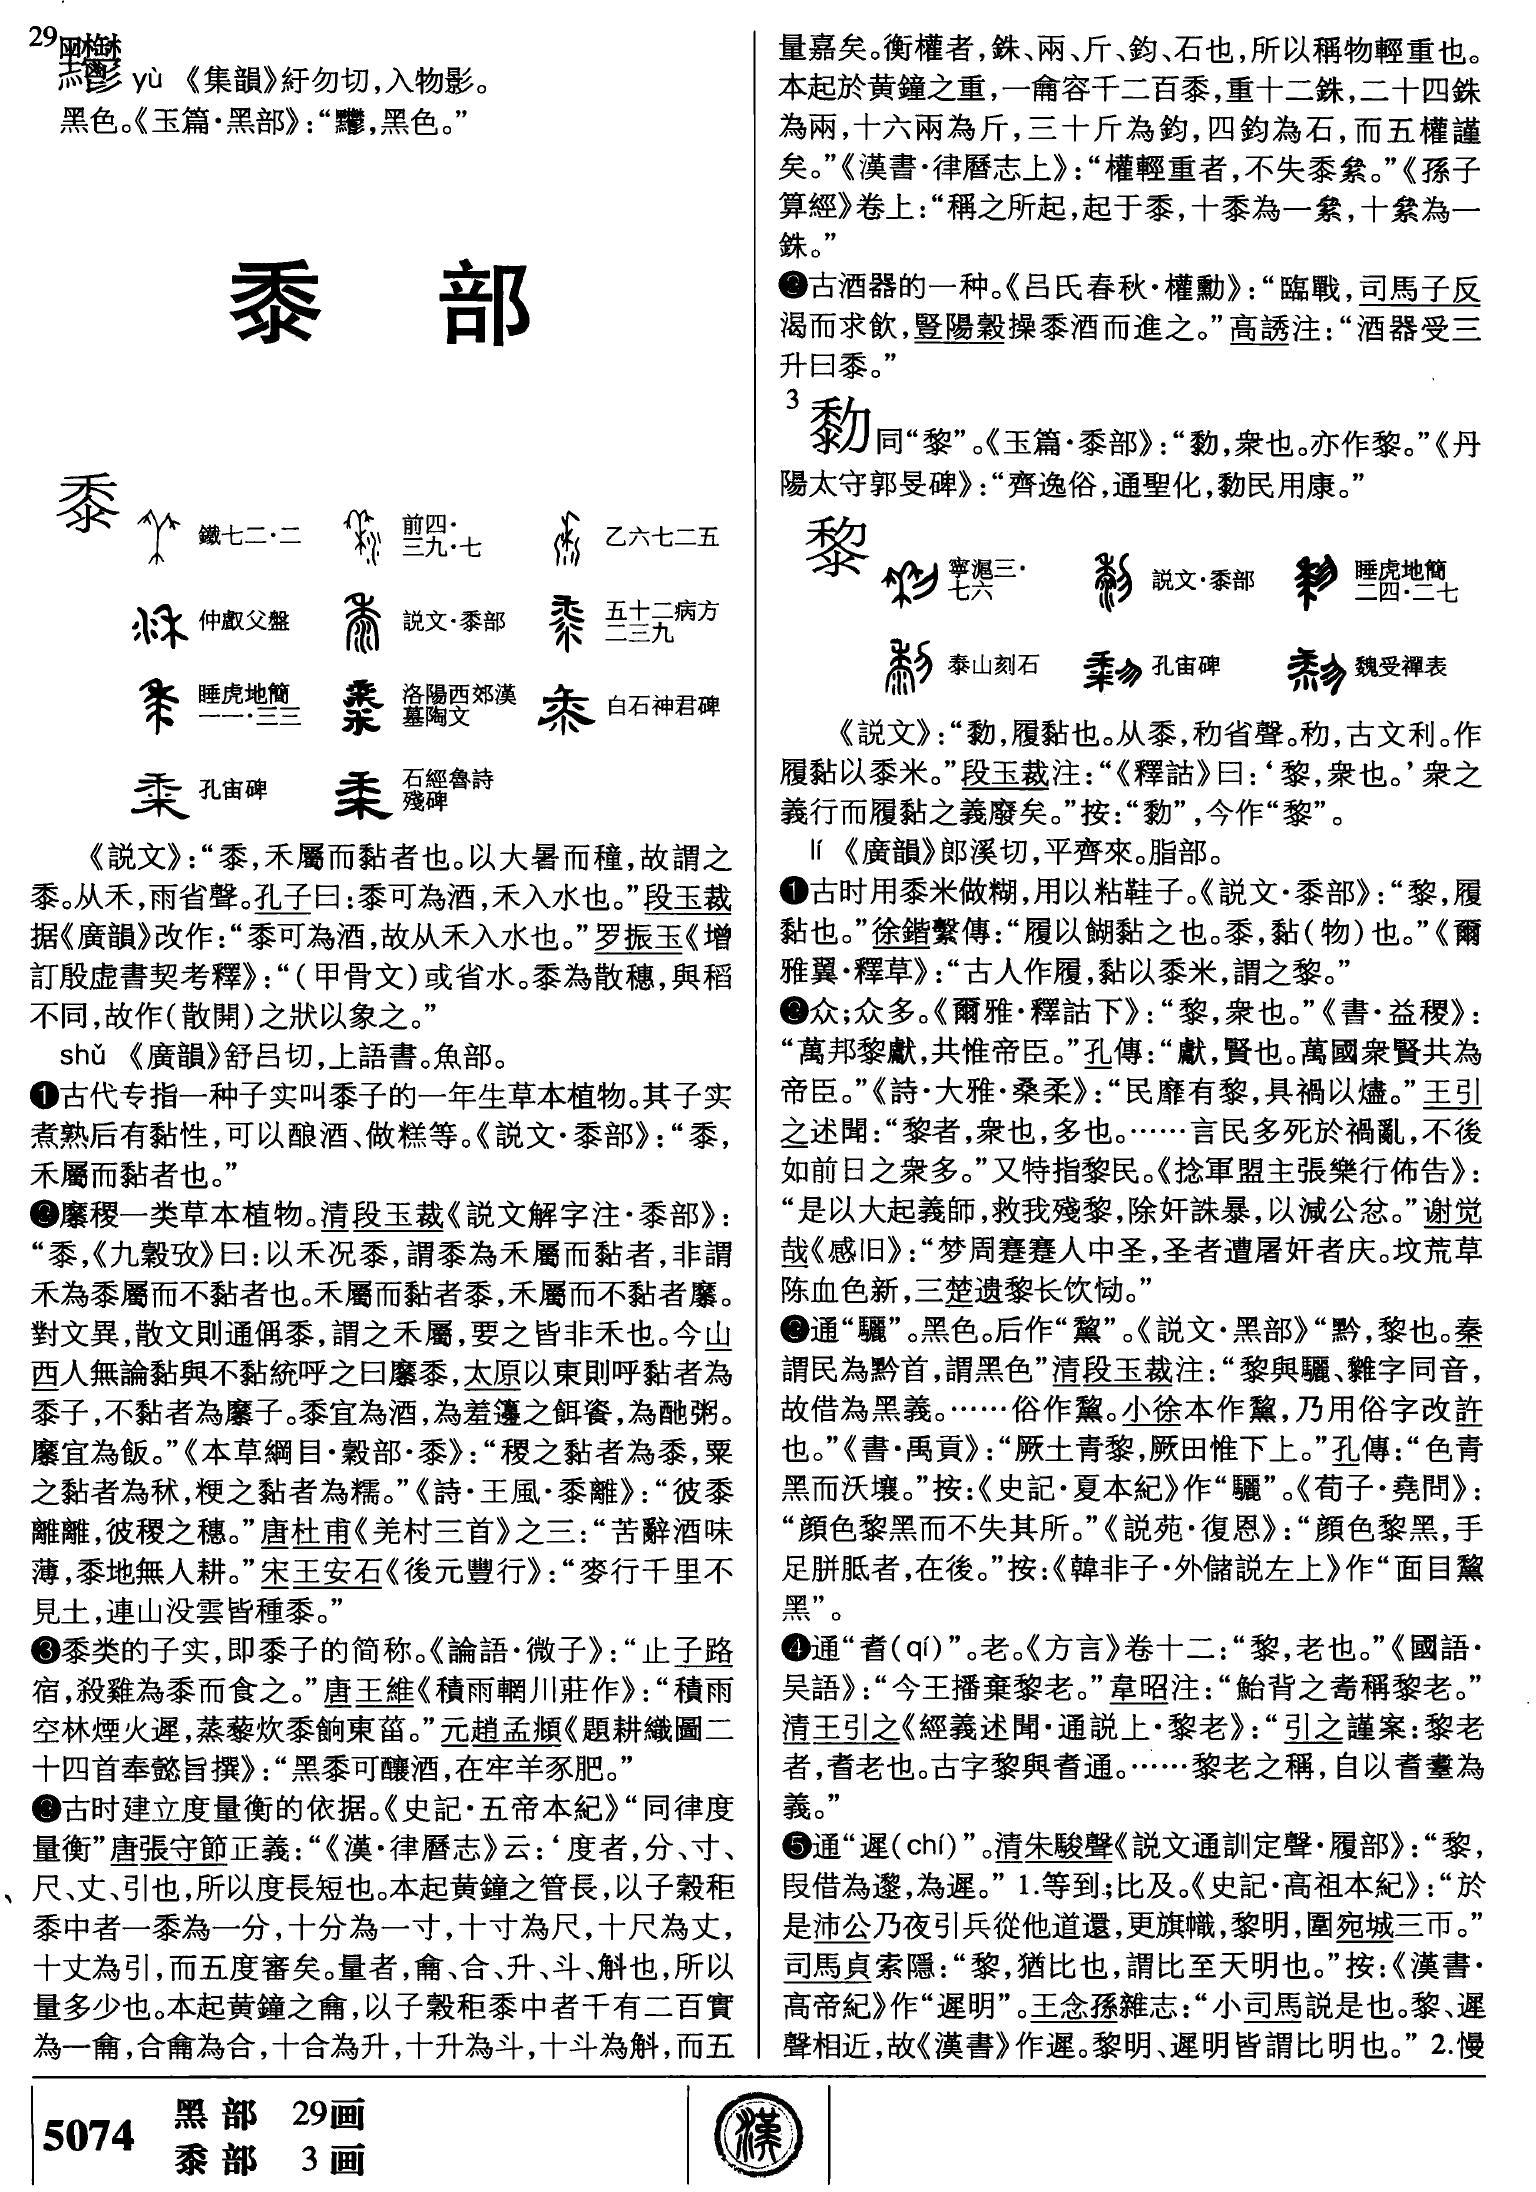 29
yù 《集韻》紆勿切，入物影。
黑色。《玉篇·黑部》：“䵫，黑色。”
黍 部
黍
鐵七二·二
前四·
三九·七
乙六七二五
仲㱃父盤
説文·黍部
五十二病方
二三九
睡虎地簡
一一·三三
洛陽西郊漢
墓陶文
白石神君碑
孔宙碑
石經魯詩
殘碑
《説文》：“黍，禾屬而黏者也。以大暑而穜，故謂之
黍。从禾，雨省聲。孔子曰：黍可為酒，禾入水也。”段玉裁
据《廣韻》改作：“黍可為酒，故从禾入水也。”罗振玉《增
訂殷虚書契考釋》：“（甲骨文）或省水。黍為散穗，與稻
不同，故作（散開）之狀以象之。”
shǔ 《廣韻》舒吕切，上語書。魚部。
❶古代专指一种子实叫黍子的一年生草本植物。其子实
煮熟后有黏性，可以酿酒、做糕等。《説文·黍部》：“黍，
禾屬而黏者也。”
❷穈稷一类草本植物。清段玉裁《説文解字注·黍部》：
“黍，《九穀攷》曰：以禾况黍，謂黍為禾屬而黏者，非謂
禾為黍屬而不黏者也。禾屬而黏者黍，禾屬而不黏者穈。
對文異，散文則通偁黍，謂之禾屬，要之皆非禾也。今山
西人無論黏與不黏統呼之曰穈黍，太原以東則呼黏者為
黍子，不黏者為穈子。黍宜為酒，為羞籩之餌餈，為酏粥。
穈宜為飯。”《本草綱目·穀部·黍》：“稷之黏者為黍，粟
之黏者為秫，粳之黏者為糯。”《詩·王風·黍離》：“彼黍
離離，彼稷之穗。”唐杜甫《羌村三首》之三：“苦辭酒味
薄，黍地無人耕。”宋王安石《後元豐行》：“麥行千里不
見土，連山没雲皆種黍。”
❸黍类的子实，即黍子的简称。《論語·微子》：“止子路
宿，殺雞為黍而食之。”唐王維《積雨輞川莊作》：“積雨
空林煙火遲，蒸藜炊黍餉東菑。”元趙孟頫《題耕織圖二
十四首奉懿旨撰》：“黑黍可釀酒，在牢羊豕肥。”
❷古时建立度量衡的依据。《史記·五帝本紀》“同律度
量衡”唐張守節正義：“《漢·律曆志》云：‘度者，分、寸、
尺、丈、引也，所以度長短也。本起黄鐘之管長，以子穀秬
黍中者一黍為一分，十分為一寸，十寸為尺，十尺為丈，
十丈為引，而五度審矣。量者，龠、合、升、斗、斛也，所以
量多少也。本起黄鐘之龠，以子穀秬黍中者千有二百實
為一龠，合龠為合，十合為升，十升為斗，十斗為斛，而五
量嘉矣。衡權者，銖、兩、斤、鈞、石也，所以稱物輕重也。
本起於黄鐘之重，一龠容千二百黍，重十二銖，二十四銖
為兩，十六兩為斤，三十斤為鈞，四鈞為石，而五權謹
矣。”《漢書·律曆志上》：“權輕重者，不失黍絫。”《孫子
算經》卷上：“稱之所起，起于黍，十黍為一絫，十絫為一
銖。”
❷古酒器的一种。《吕氏春秋·權勳》：“臨戰，司馬子反
渴而求飲，豎陽穀操黍酒而進之。”高誘注：“酒器受三
升曰黍。”
3
䵩同“黎”。《玉篇·黍部》：“䵩，衆也。亦作黎。”《丹
陽太守郭旻碑》：“齊逸俗，通聖化，䵩民用康。”
黎
寧滬三·
七六
説文·黍部
睡虎地簡
二四·二七
泰山刻石
孔宙碑
魏受禪表
《説文》：“䵩，履黏也。从黍，𥝢省聲。𥝢，古文利。作
履黏以黍米。”段玉裁注：“《釋詁》曰：‘黎，衆也。’衆之
義行而履黏之義廢矣。”按：“䵩”，今作“黎”。
lí 《廣韻》郎溪切，平齊來。脂部。
❶古时用黍米做糊，用以粘鞋子。《説文·黍部》：“黎，履
黏也。”徐鍇繫傳：“履以餬黏之也。黍，黏（物）也。”《爾
雅翼·釋草》：“古人作履，黏以黍米，謂之黎。”
❷众；众多。《爾雅·釋詁下》：“黎，衆也。”《書·益稷》：
“萬邦黎獻，共惟帝臣。”孔傳：“獻，賢也。萬國衆賢共為
帝臣。”《詩·大雅·桑柔》：“民靡有黎，具禍以燼。”王引
之述聞：“黎者，衆也，多也。……言民多死於禍亂，不後
如前日之衆多。”又特指黎民。《捻軍盟主張樂行佈告》：
“是以大起義師，救我殘黎，除奸誅暴，以減公忿。”谢觉
哉《感旧》：“梦周蹇蹇人中圣，圣者遭屠奸者庆。坟荒草
陈血色新，三楚遗黎长饮恸。”
❷通“驪”。黑色。后作“黧”。《説文·黑部》“黔，黎也。秦
謂民為黔首，謂黑色”清段玉裁注：“黎與驪、雞字同音，
故借為黑義。……俗作黧。小徐本作黧，乃用俗字改許
也。”《書·禹貢》：“厥土青黎，厥田惟下上。”孔傳：“色青
黑而沃壤。”按：《史記·夏本紀》作“驪”。《荀子·堯問》：
“顔色黎黑而不失其所。”《説苑·復恩》：“顔色黎黑，手
足胼胝者，在後。”按：《韓非子·外儲説左上》作“面目黧
黑”。
❹通“耆（qí）”。老。《方言》卷十二：“黎，老也。”《國語·
吴語》：“今王播棄黎老。”韋昭注：“鮐背之耇稱黎老。”
清王引之《經義述聞·通説上·黎老》：“引之謹案：黎老
者，耆老也。古字黎與耆通。……黎老之稱，自以耆耋為
義。”
❺通“遲（chí）”。清朱駿聲《説文通訓定聲·履部》：“黎，
叚借為邌，為遲。” 1.等到；比及。《史記·高祖本紀》：“於
是沛公乃夜引兵從他道還，更旗幟，黎明，圍宛城三帀。”
司馬貞索隱：“黎，猶比也，謂比至天明也。”按：《漢書·
高帝紀》作“遲明”。王念孫雜志：“小司馬説是也。黎、遲
聲相近，故《漢書》作遲。黎明、遲明皆謂比明也。” 2.慢
5074
黑部 29画
黍部 3画
漢